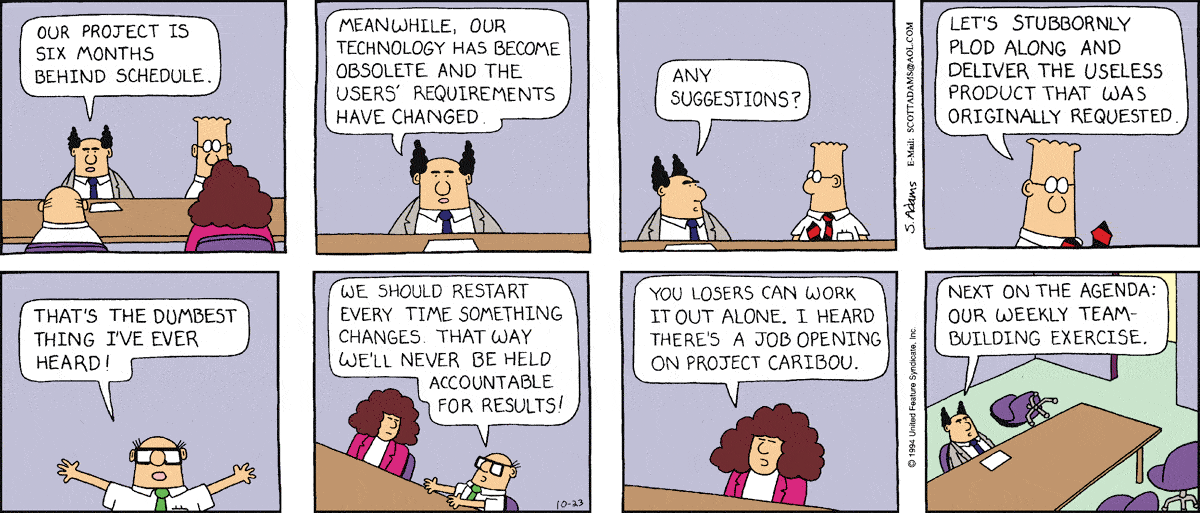 OUR PROJECT IS
SIX MONTHS
BEHIND SCHEDULE.
MEANWHILE, OUR
TECHNOLOGY HAS BECOME
OBSOLETE AND THE
USERS' REQUIREMENTS
HAVE CHANGED.
ANY
SUGGESTIONS?
S. Adams
E-Mail: SCOTTADAMS@AOL.COM
LET'S STUBBORNLY
PLOD ALONG AND
DELIVER THE USELESS
PRODUCT THAT WAS
ORIGINALLY REQUESTED.
THAT'S THE DUMBEST
THING I'VE EVER
HEARD!
WE SHOULD RESTART
EVERY TIME SOMETHING
CHANGES. THAT WAY
WE'LL NEVER BE HELD
ACCOUNTABLE
FOR RESULTS!
10-23
YOU LOSERS CAN WORK
IT OUT ALONE. I HEARD
THERE'S A JOB OPENING
ON PROJECT CARIBOU.
© 1994 United Feature Syndicate, Inc.
NEXT ON THE AGENDA:
OUR WEEKLY TEAM-
BUILDING EXERCISE.